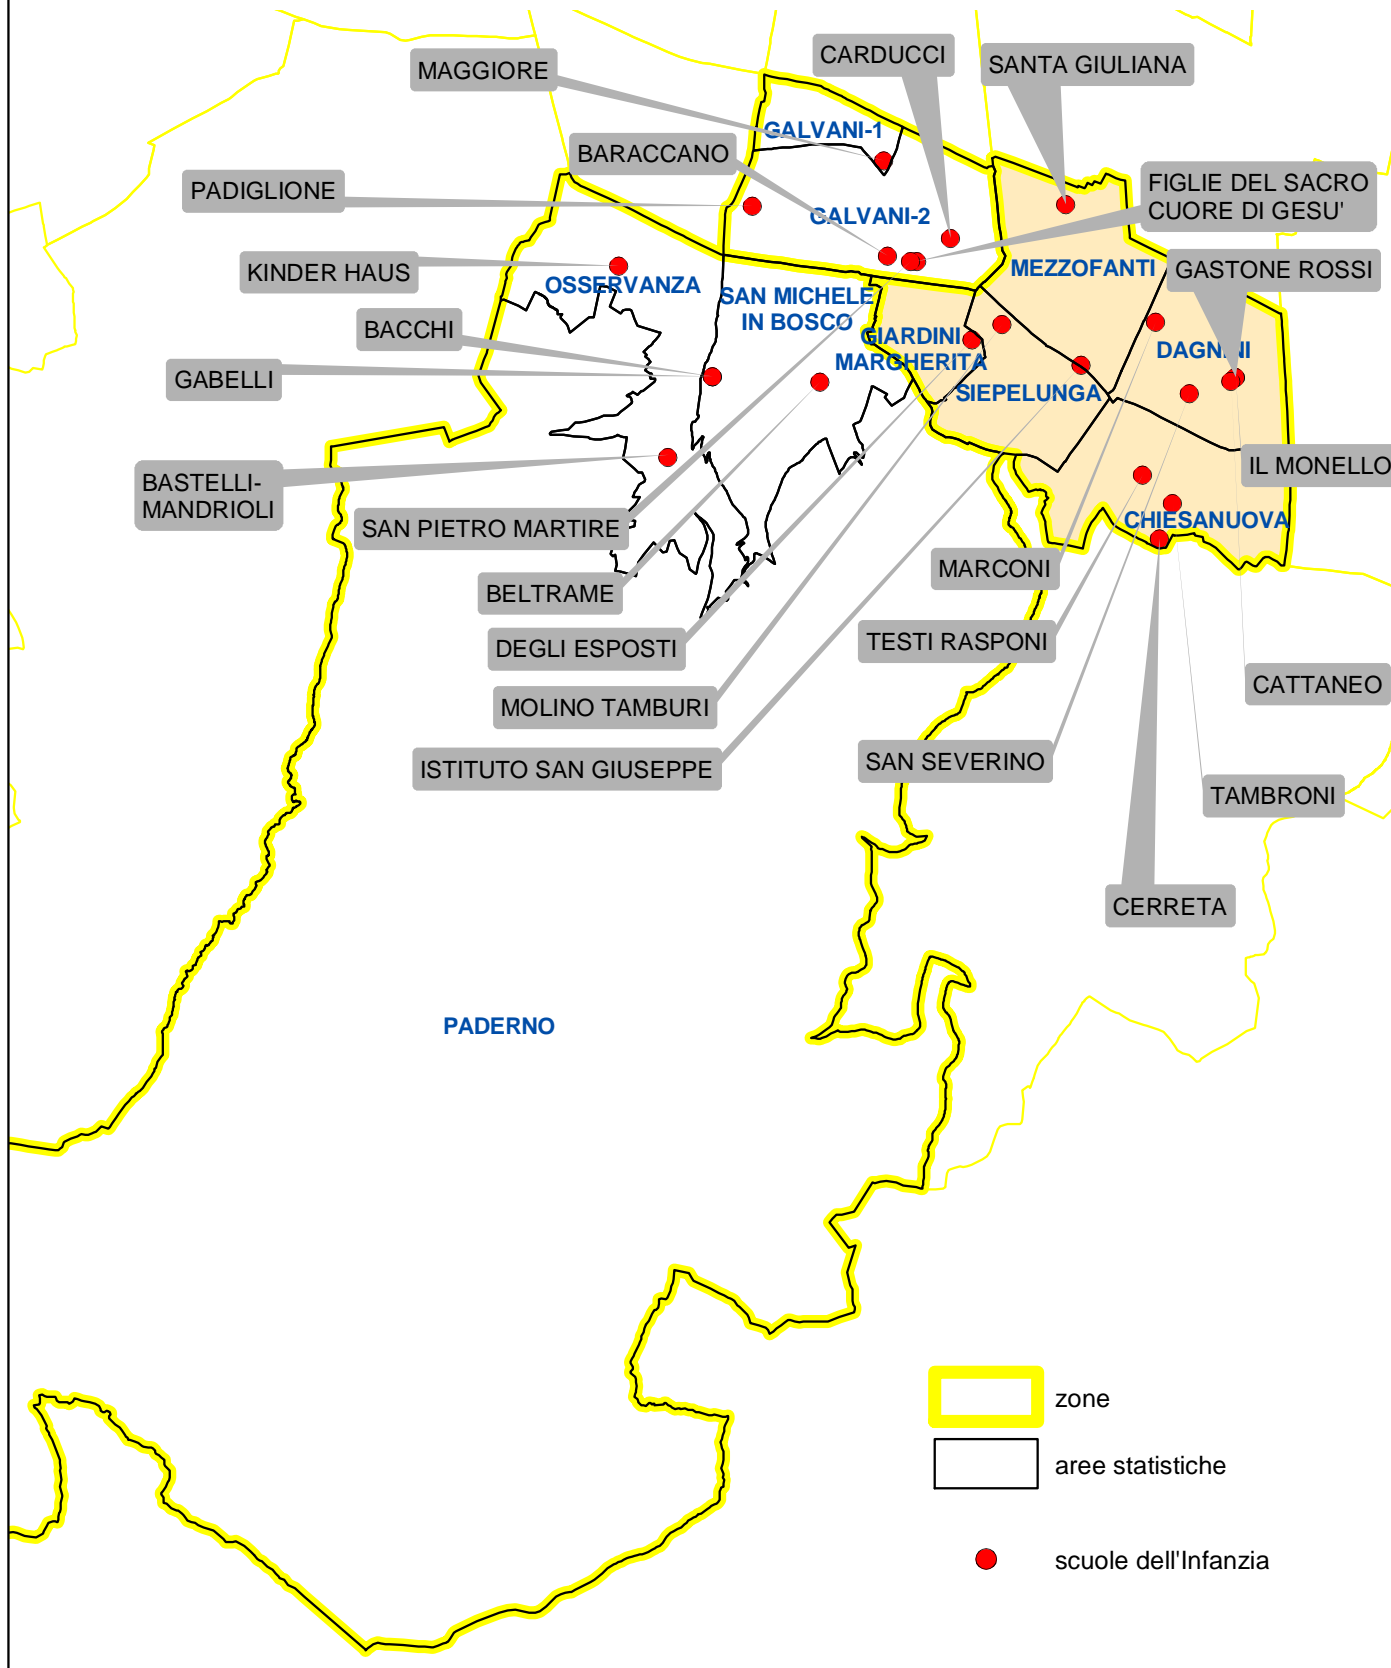 CARDUCCI
SANTA GIULIANA
MAGGIORE
GALVANI-1
BARACCANO
FIGLIE DEL SACRO
CUORE DI GESU'
PADIGLIONE
GALVANI-2
KINDER HAUS
OSSERVANZA
MEZZOFANTI
GASTONE ROSSI
SAN MICHELE
IN BOSCO
BACCHI
GIARDINI
MARGHERITA
DAGNINI
GABELLI
SIEPELUNGA
BASTELLI-
MANDRIOLI
IL MONELLO
SAN PIETRO MARTIRE
CHIESANUOVA
MARCONI
BELTRAME
DEGLI ESPOSTI
TESTI RASPONI
CATTANEO
MOLINO TAMBURI
ISTITUTO SAN GIUSEPPE
SAN SEVERINO
TAMBRONI
CERRETA
PADERNO
zone
aree statistiche
scuole dell'Infanzia